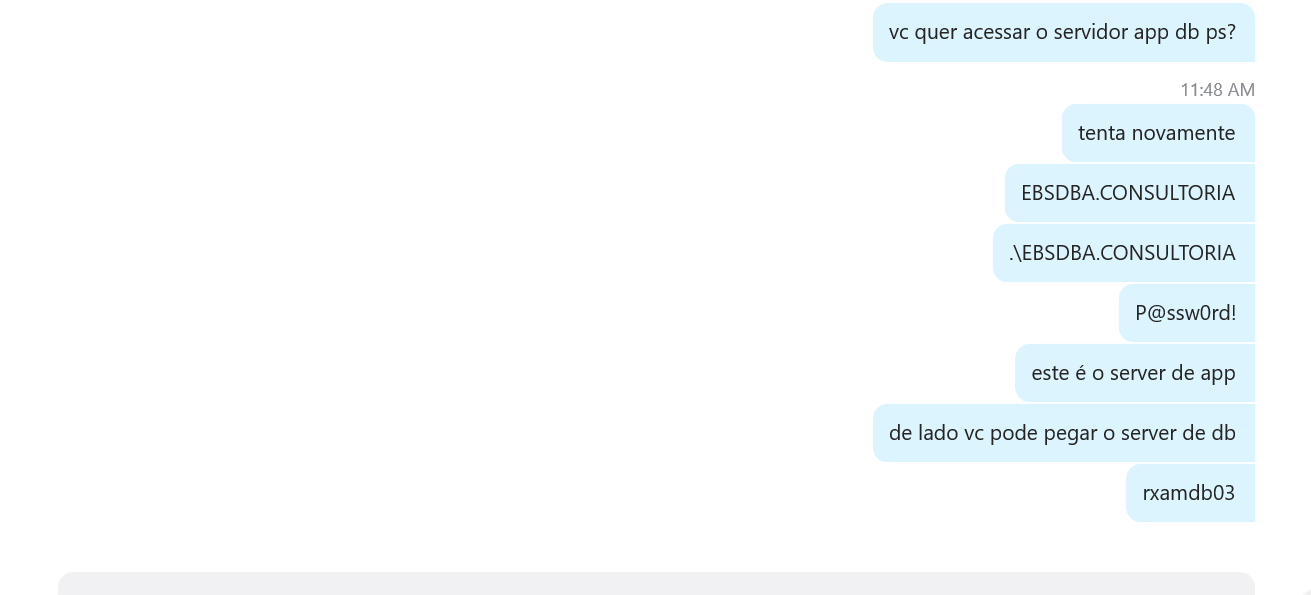 vc quer acessar o servidor app db ps?
11:48 AM
tenta novamente
EBSDBA.CONSULTORIA
.\EBSDBA.CONSULTORIA
P@ssw0rd!
este é o server de app
de lado vc pode pegar o server de db
rxamdb03